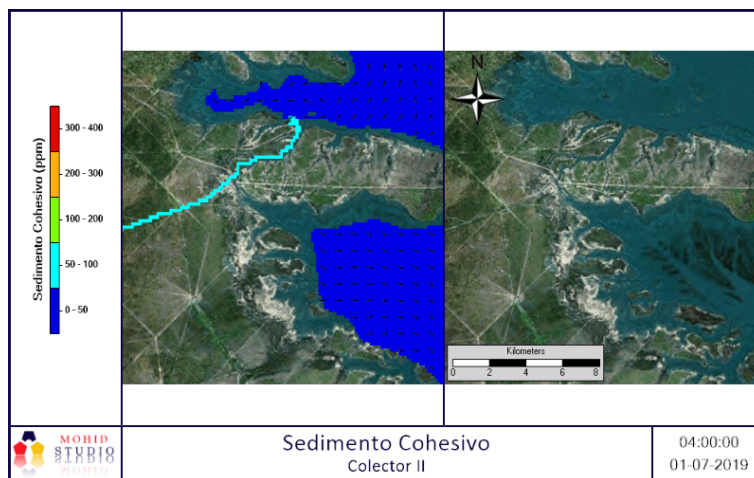 Sedimento Cohesivo (ppm)
300 - 400
200 - 300
100 - 200
50 - 100
0 - 50
N
Kilometers
0 2 4 6 8
MOHID
STUDIO
Sedimento Cohesivo
Colector II
04:00:00
01-07-2019